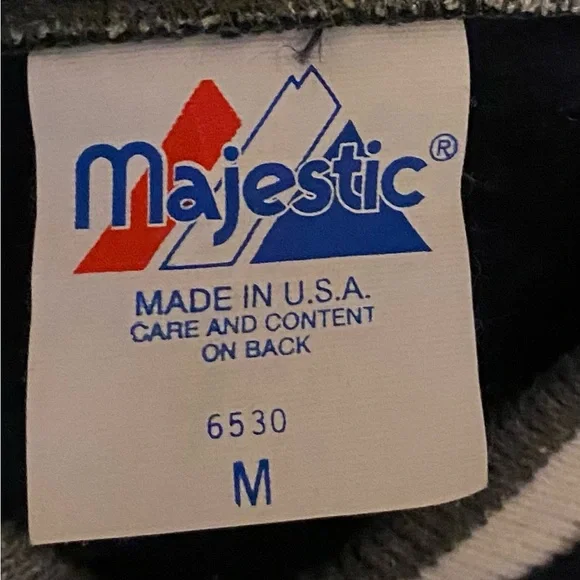 Majestic®
MADE IN U.S.A.
CARE AND CONTENT
ON BACK
6530
M